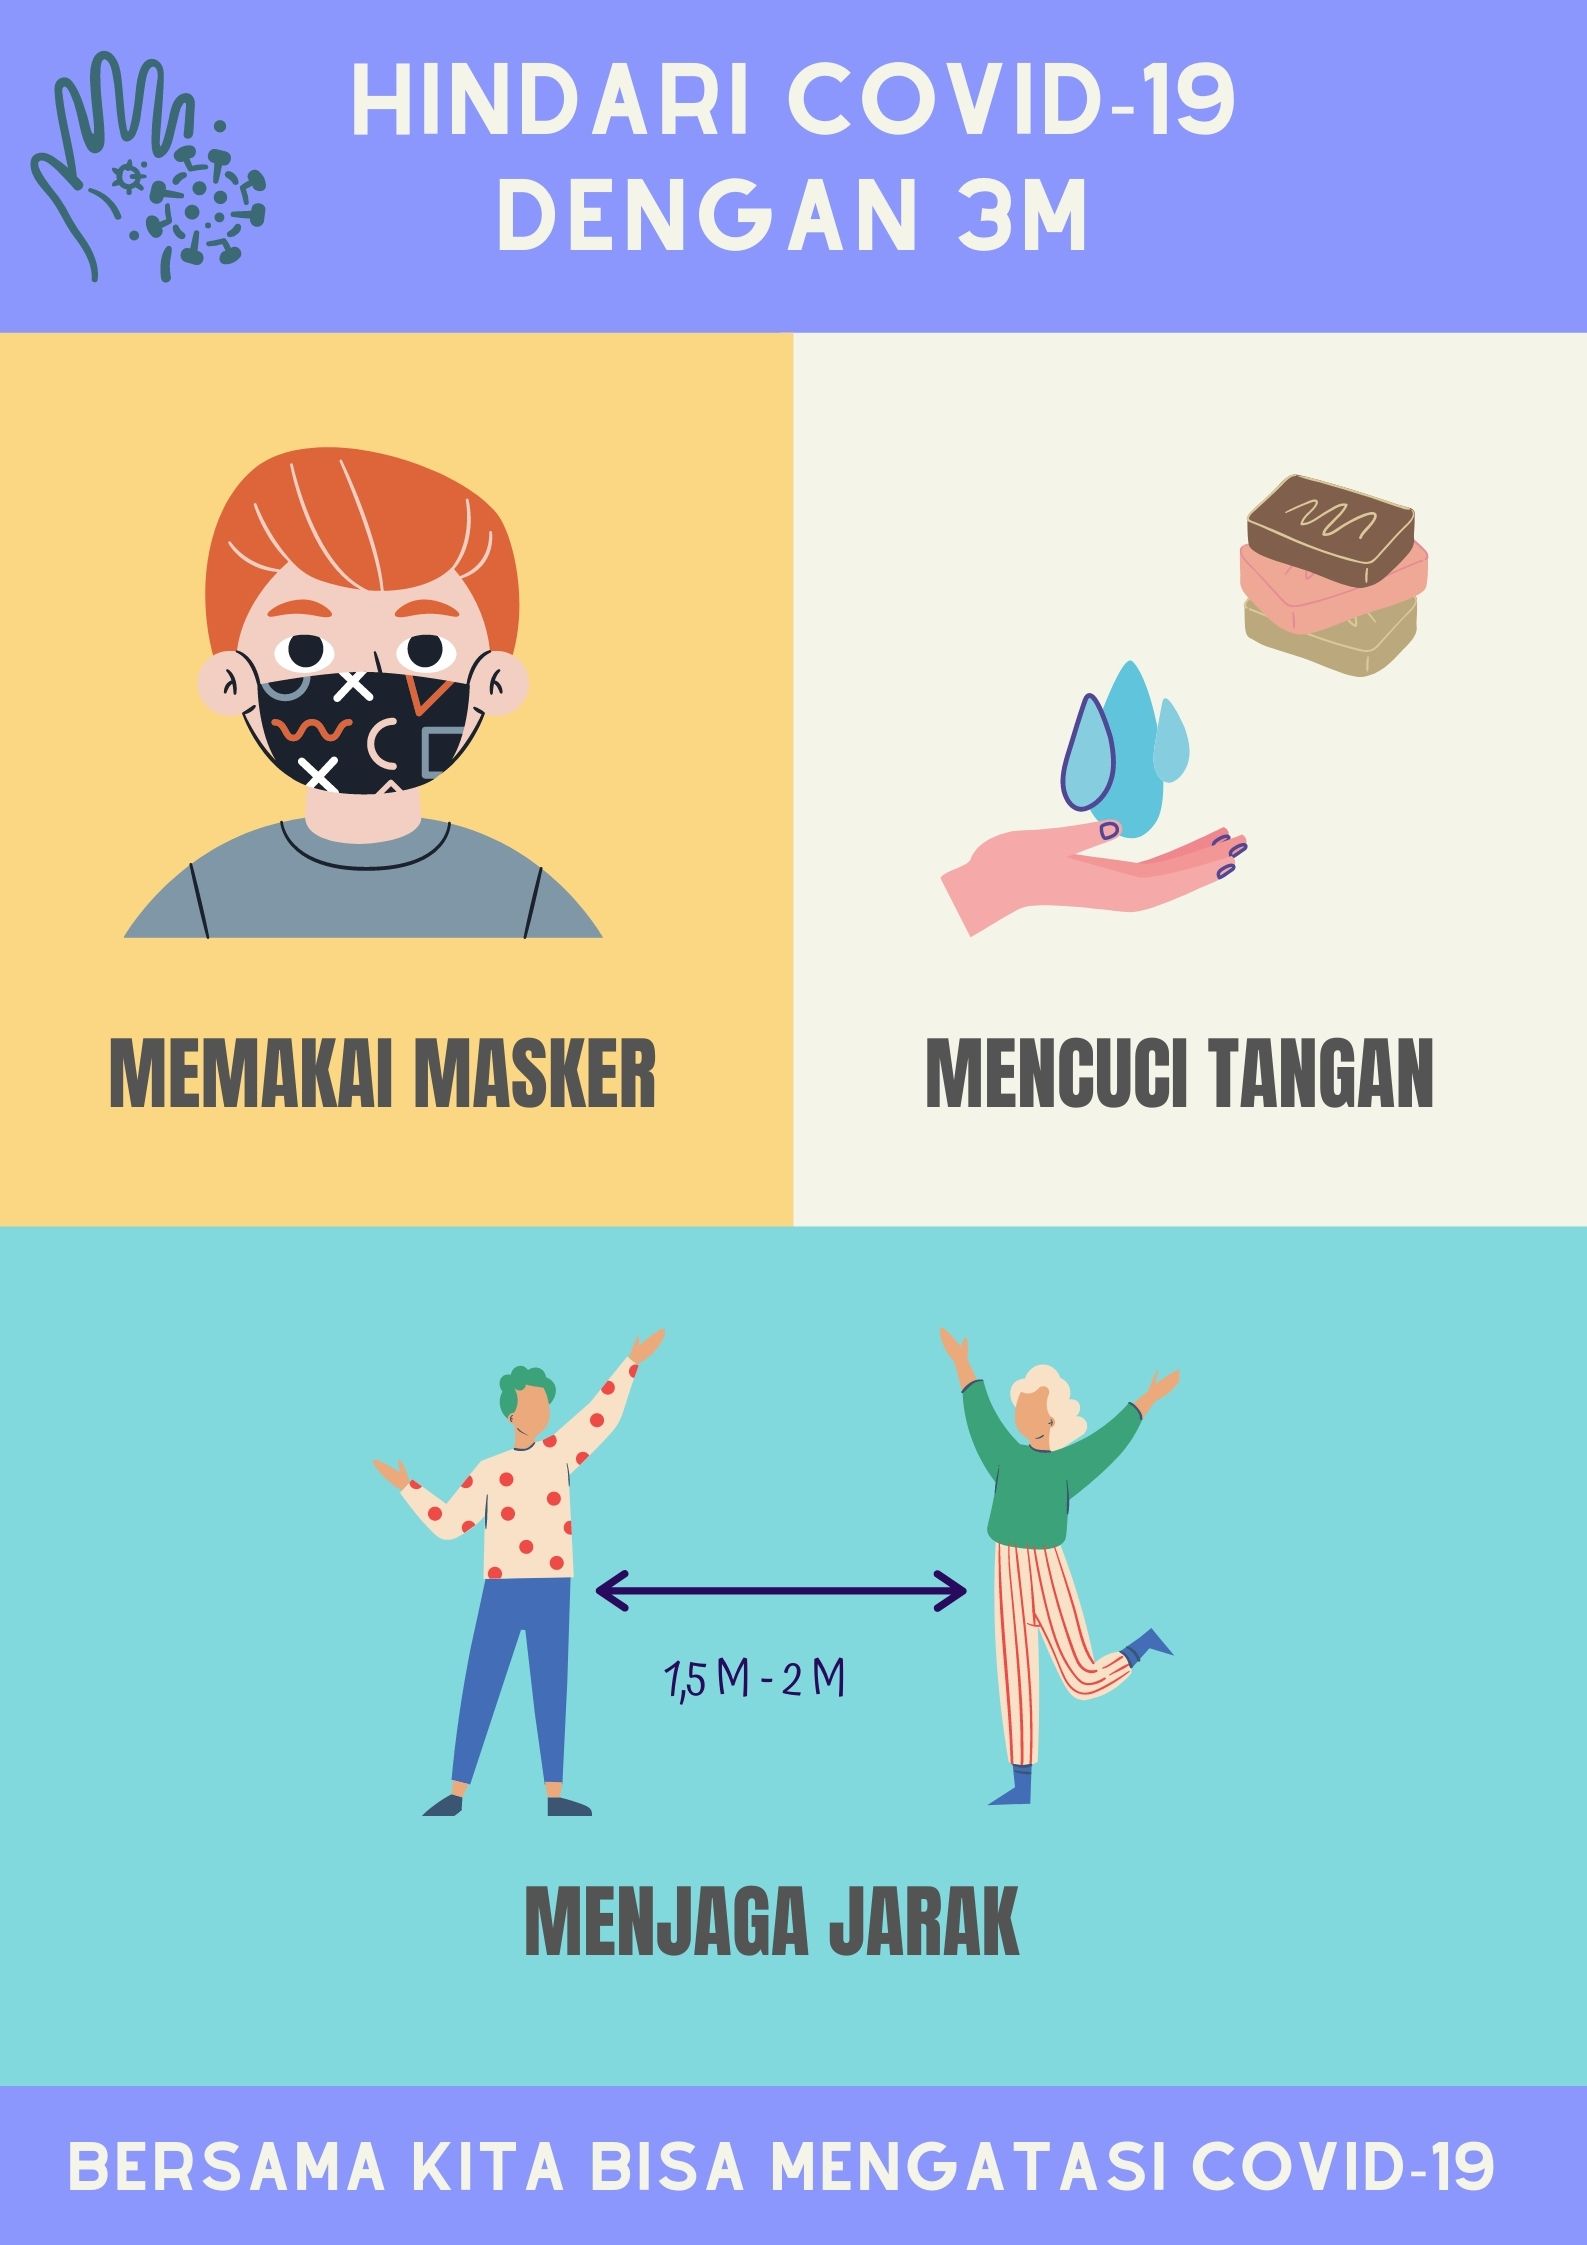 HINDARI COVID-19
DENGAN 3M
MEMAKAI MASKER
MENCUCI TANGAN
1,5 M - 2 M
MENJAGA JARAK
BERSAMA KITA BISA MENGATASI COVID-19